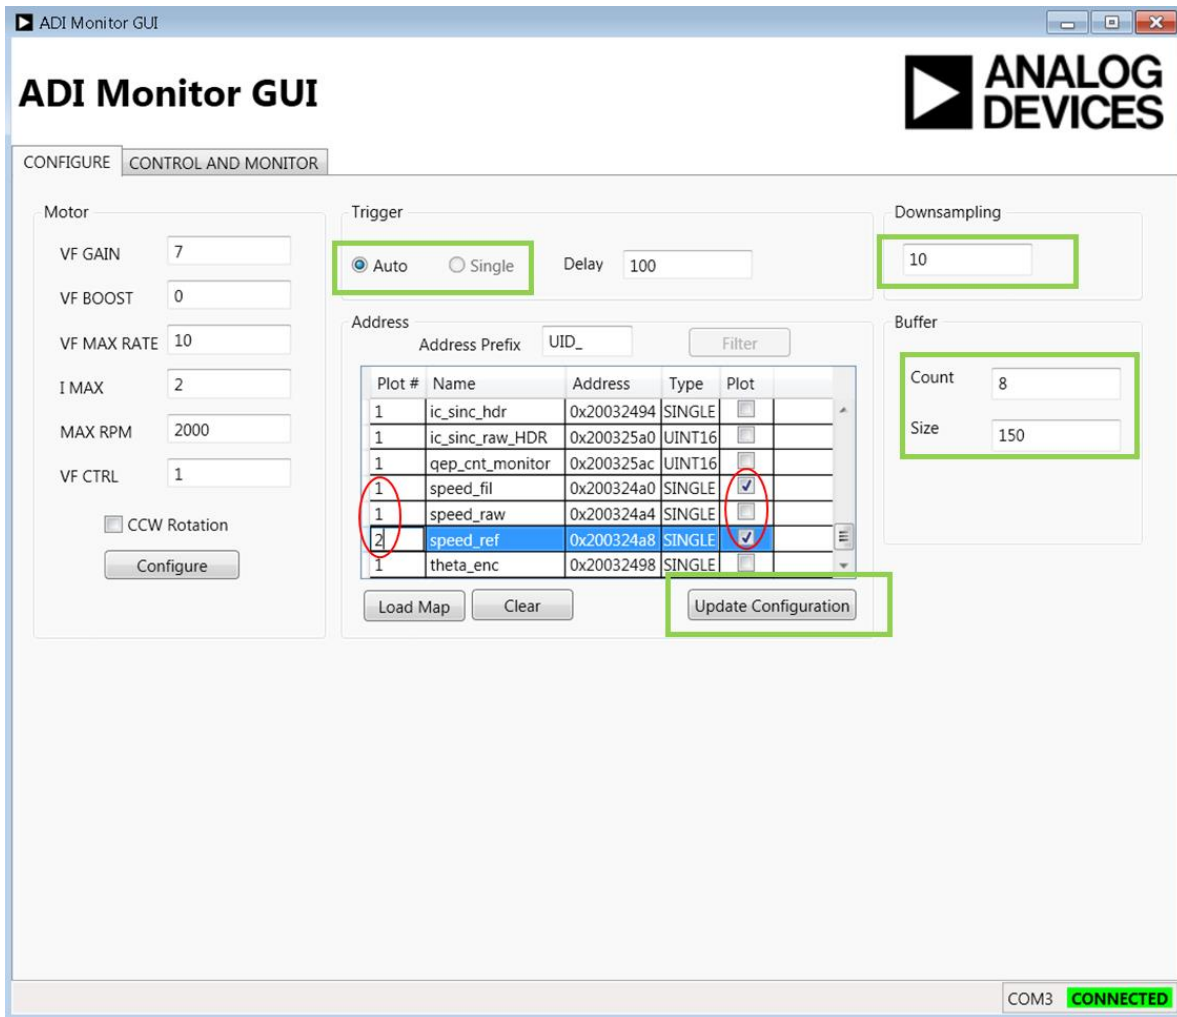 ADI Monitor GUI
ADI Monitor GUI
ANALOG
DEVICES
CONFIGURE
CONTROL AND MONITOR
Motor
VF GAIN 7
VF BOOST 0
VF MAX RATE 10
I MAX 2
MAX RPM 2000
VF CTRL 1
CCW Rotation
Configure
Trigger
Auto Single Delay 100
Address
Address Prefix UID_ Filter
Plot # Name Address Type Plot
1 ic_sinc_hdr 0x20032494 SINGLE
1 ic_sinc_raw_HDR 0x200325a0 UINT16
1 qep_cnt_monitor 0x200325ac UINT16
1 speed_fil 0x200324a0 SINGLE
1 speed_raw 0x200324a4 SINGLE
2 speed_ref 0x200324a8 SINGLE
1 theta_enc 0x20032498 SINGLE
Load Map Clear Update Configuration
Downsampling
10
Buffer
Count 8
Size 150
COM3 CONNECTED